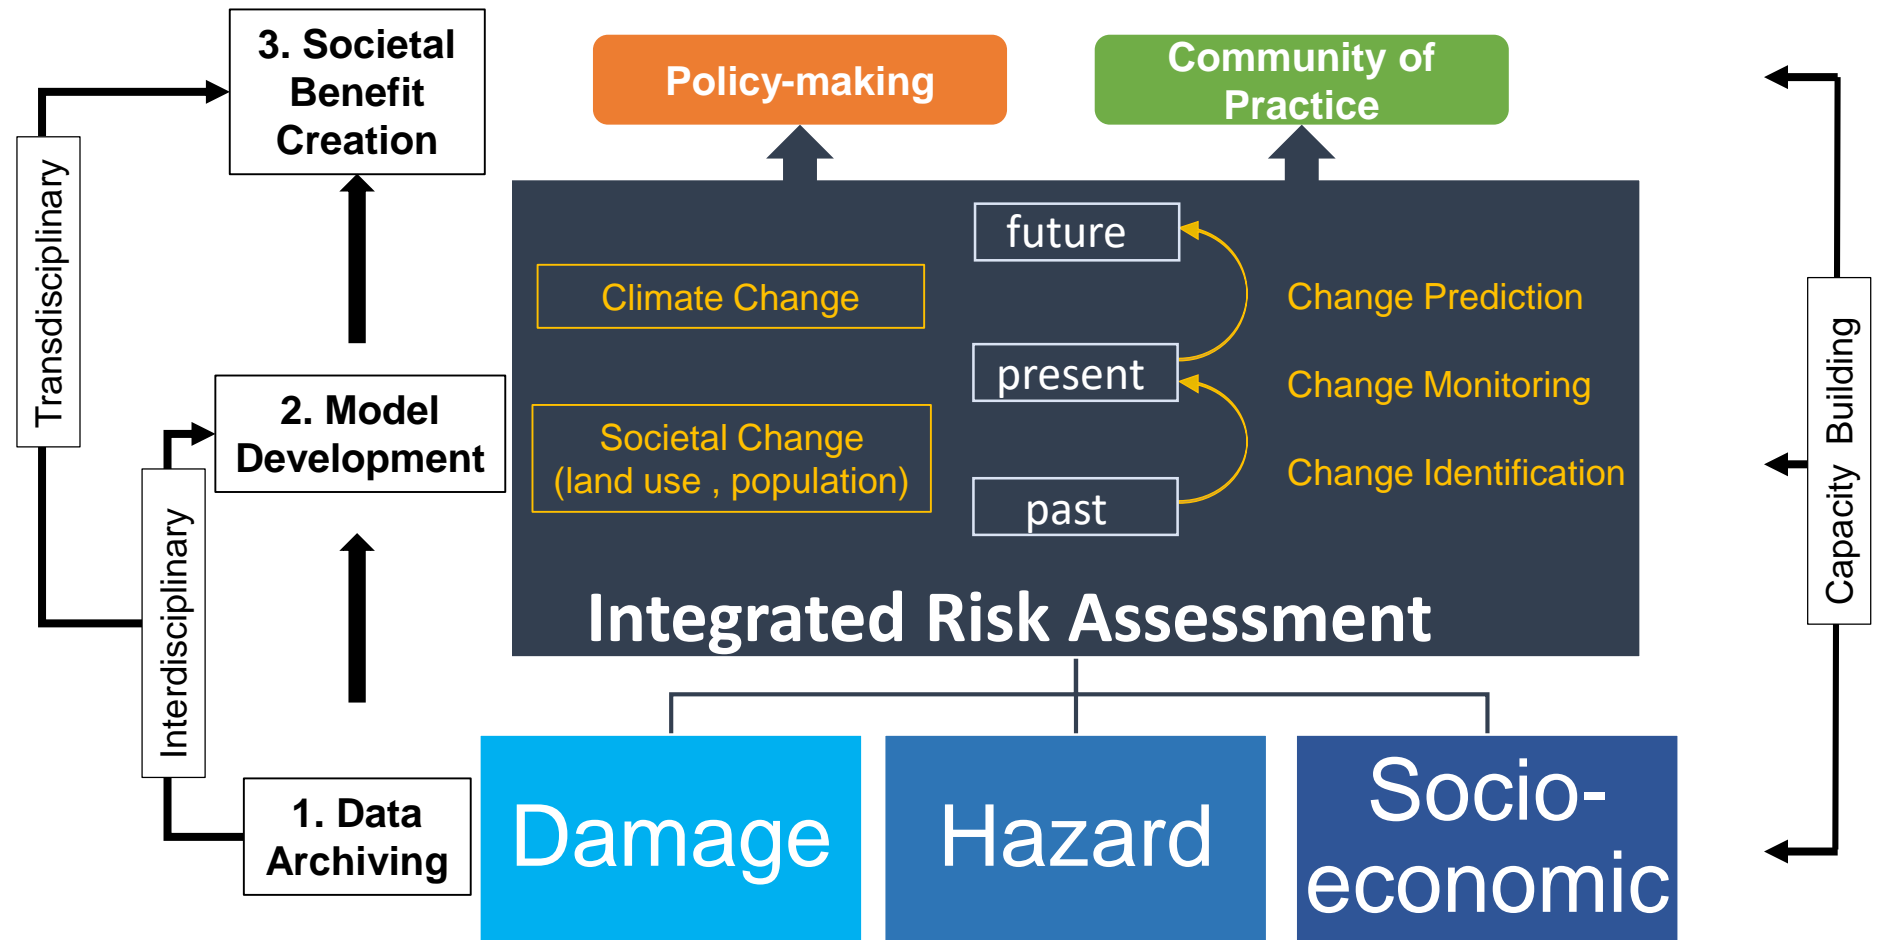 3. Societal
Benefit
Creation
Policy-making
Community of
Practice
Transdisciplinary
future
Climate Change
Change Prediction
present
Change Monitoring
2. Model
Development
Societal Change
(land use , population)
Change Identification
past
Capacity Building
Interdisciplinary
Integrated Risk Assessment
1. Data
Archiving
Damage
Hazard
Socio-
economic